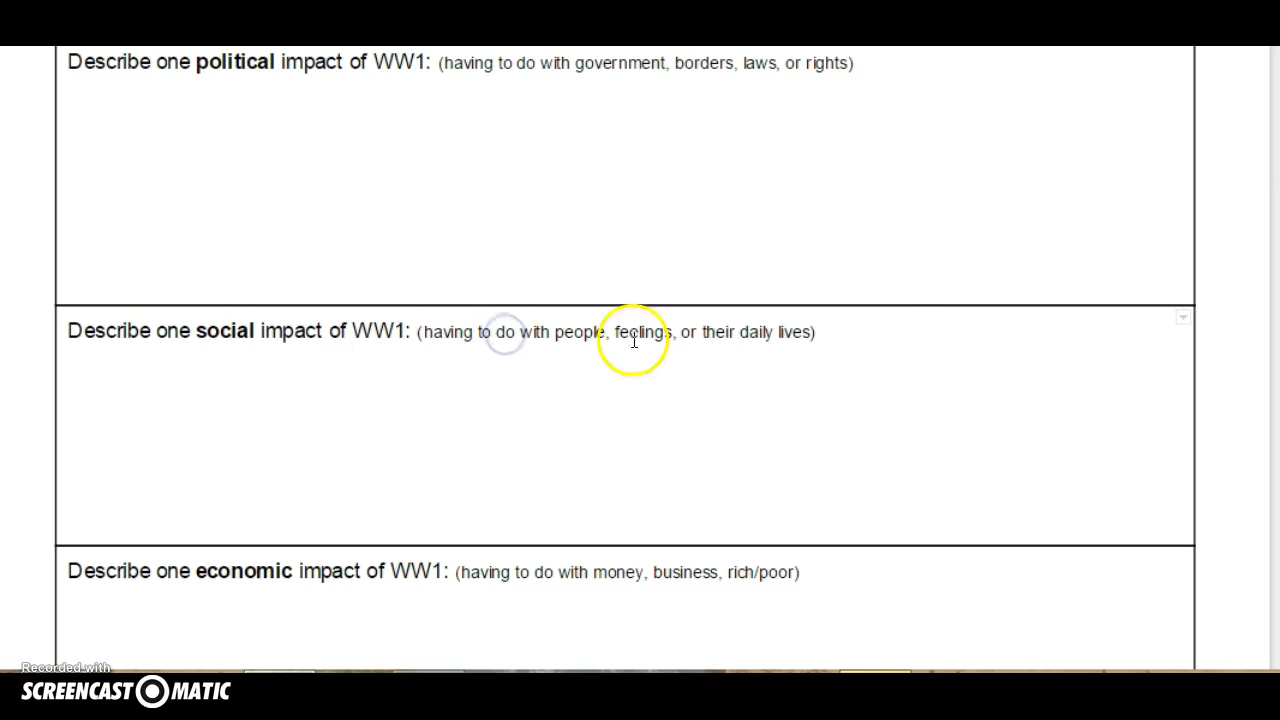 Describe one political impact of WW1: (having to do with government, borders, laws, or rights)
Describe one social impact of WW1: (having to do with people, feelings, or their daily lives)
Describe one economic impact of WW1: (having to do with money, business, rich/poor)
Recorded with
SCREENCAST MATIC